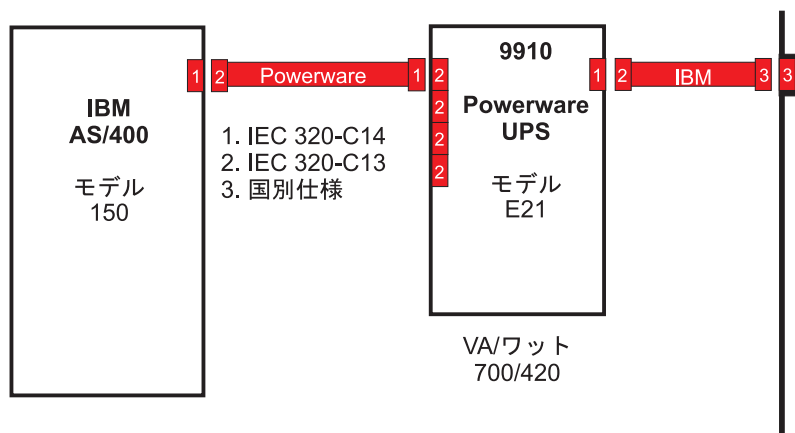 IBM
AS/400
モデル
150
1 2 Powerware 1
1. IEC 320-C14
2. IEC 320-C13
3. 国別仕様
2
2
2
2
9910
Powerware
UPS
モデル
E21
1 2 IBM 3 3
VA/ワット
700/420